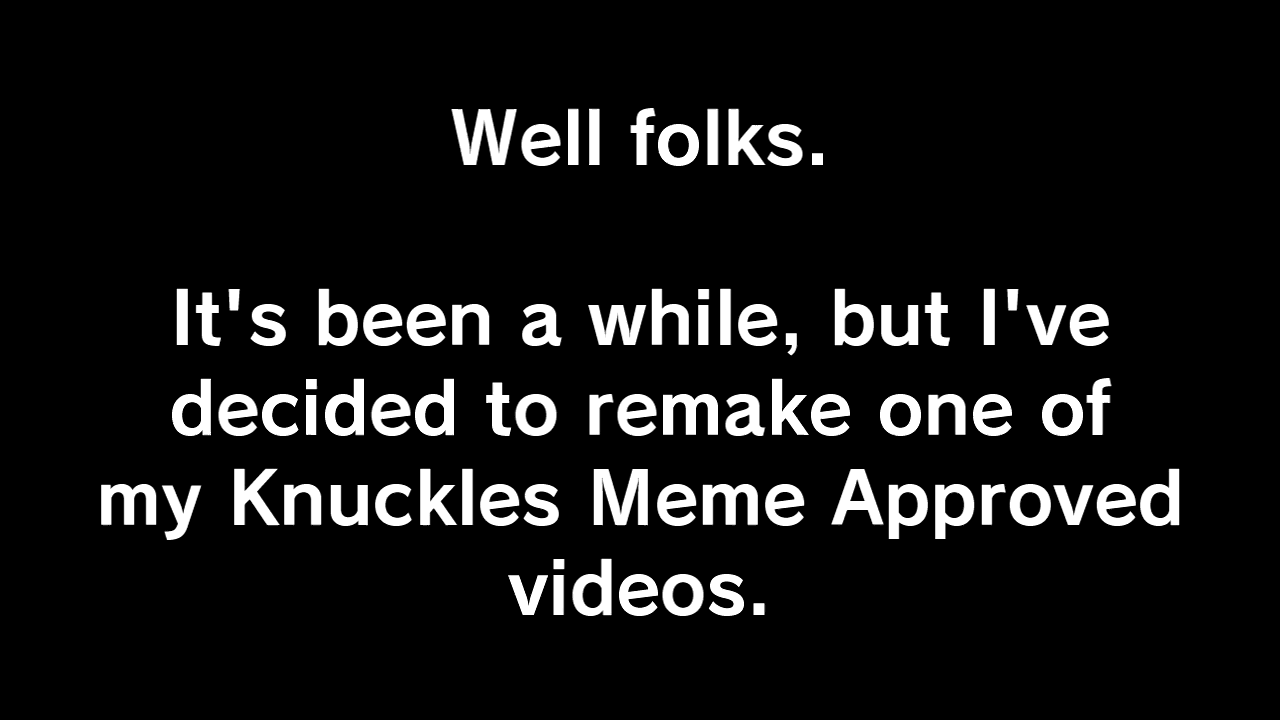 Well folks.
It's been a while, but I've
decided to remake one of
my Knuckles Meme Approved
videos.